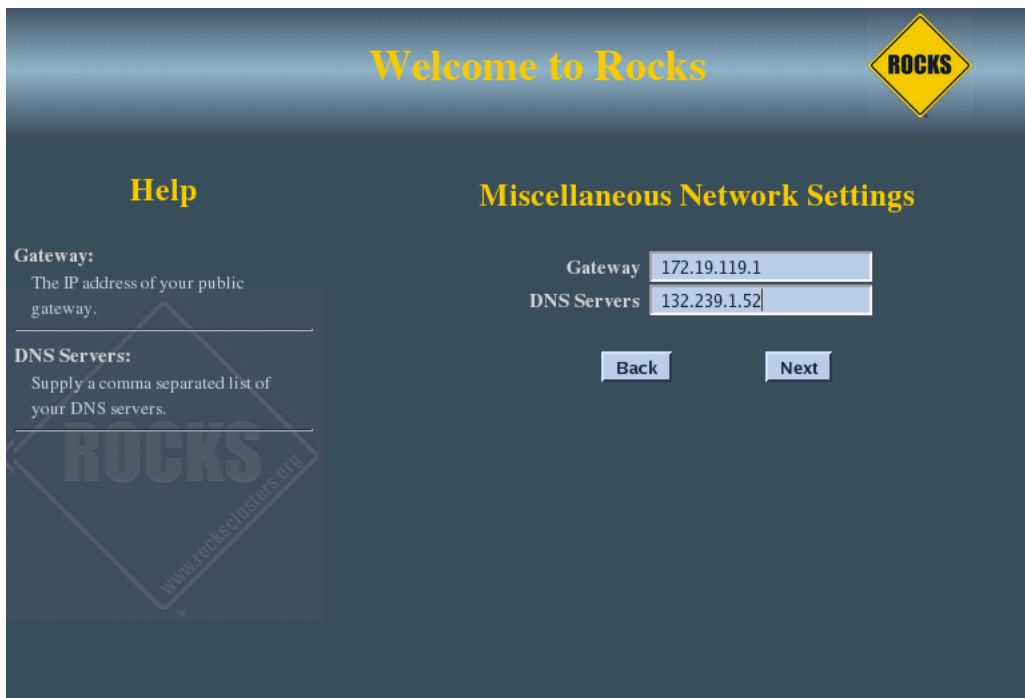 Welcome to Rocks
ROCKS
Help
Gateway:
The IP address of your public
gateway.
DNS Servers:
Supply a comma separated list of
your DNS servers.
ROCKS
www.rocksclusters.org
Miscellaneous Network Settings
Gateway 172.19.119.1
DNS Servers 132.239.1.52
Back Next